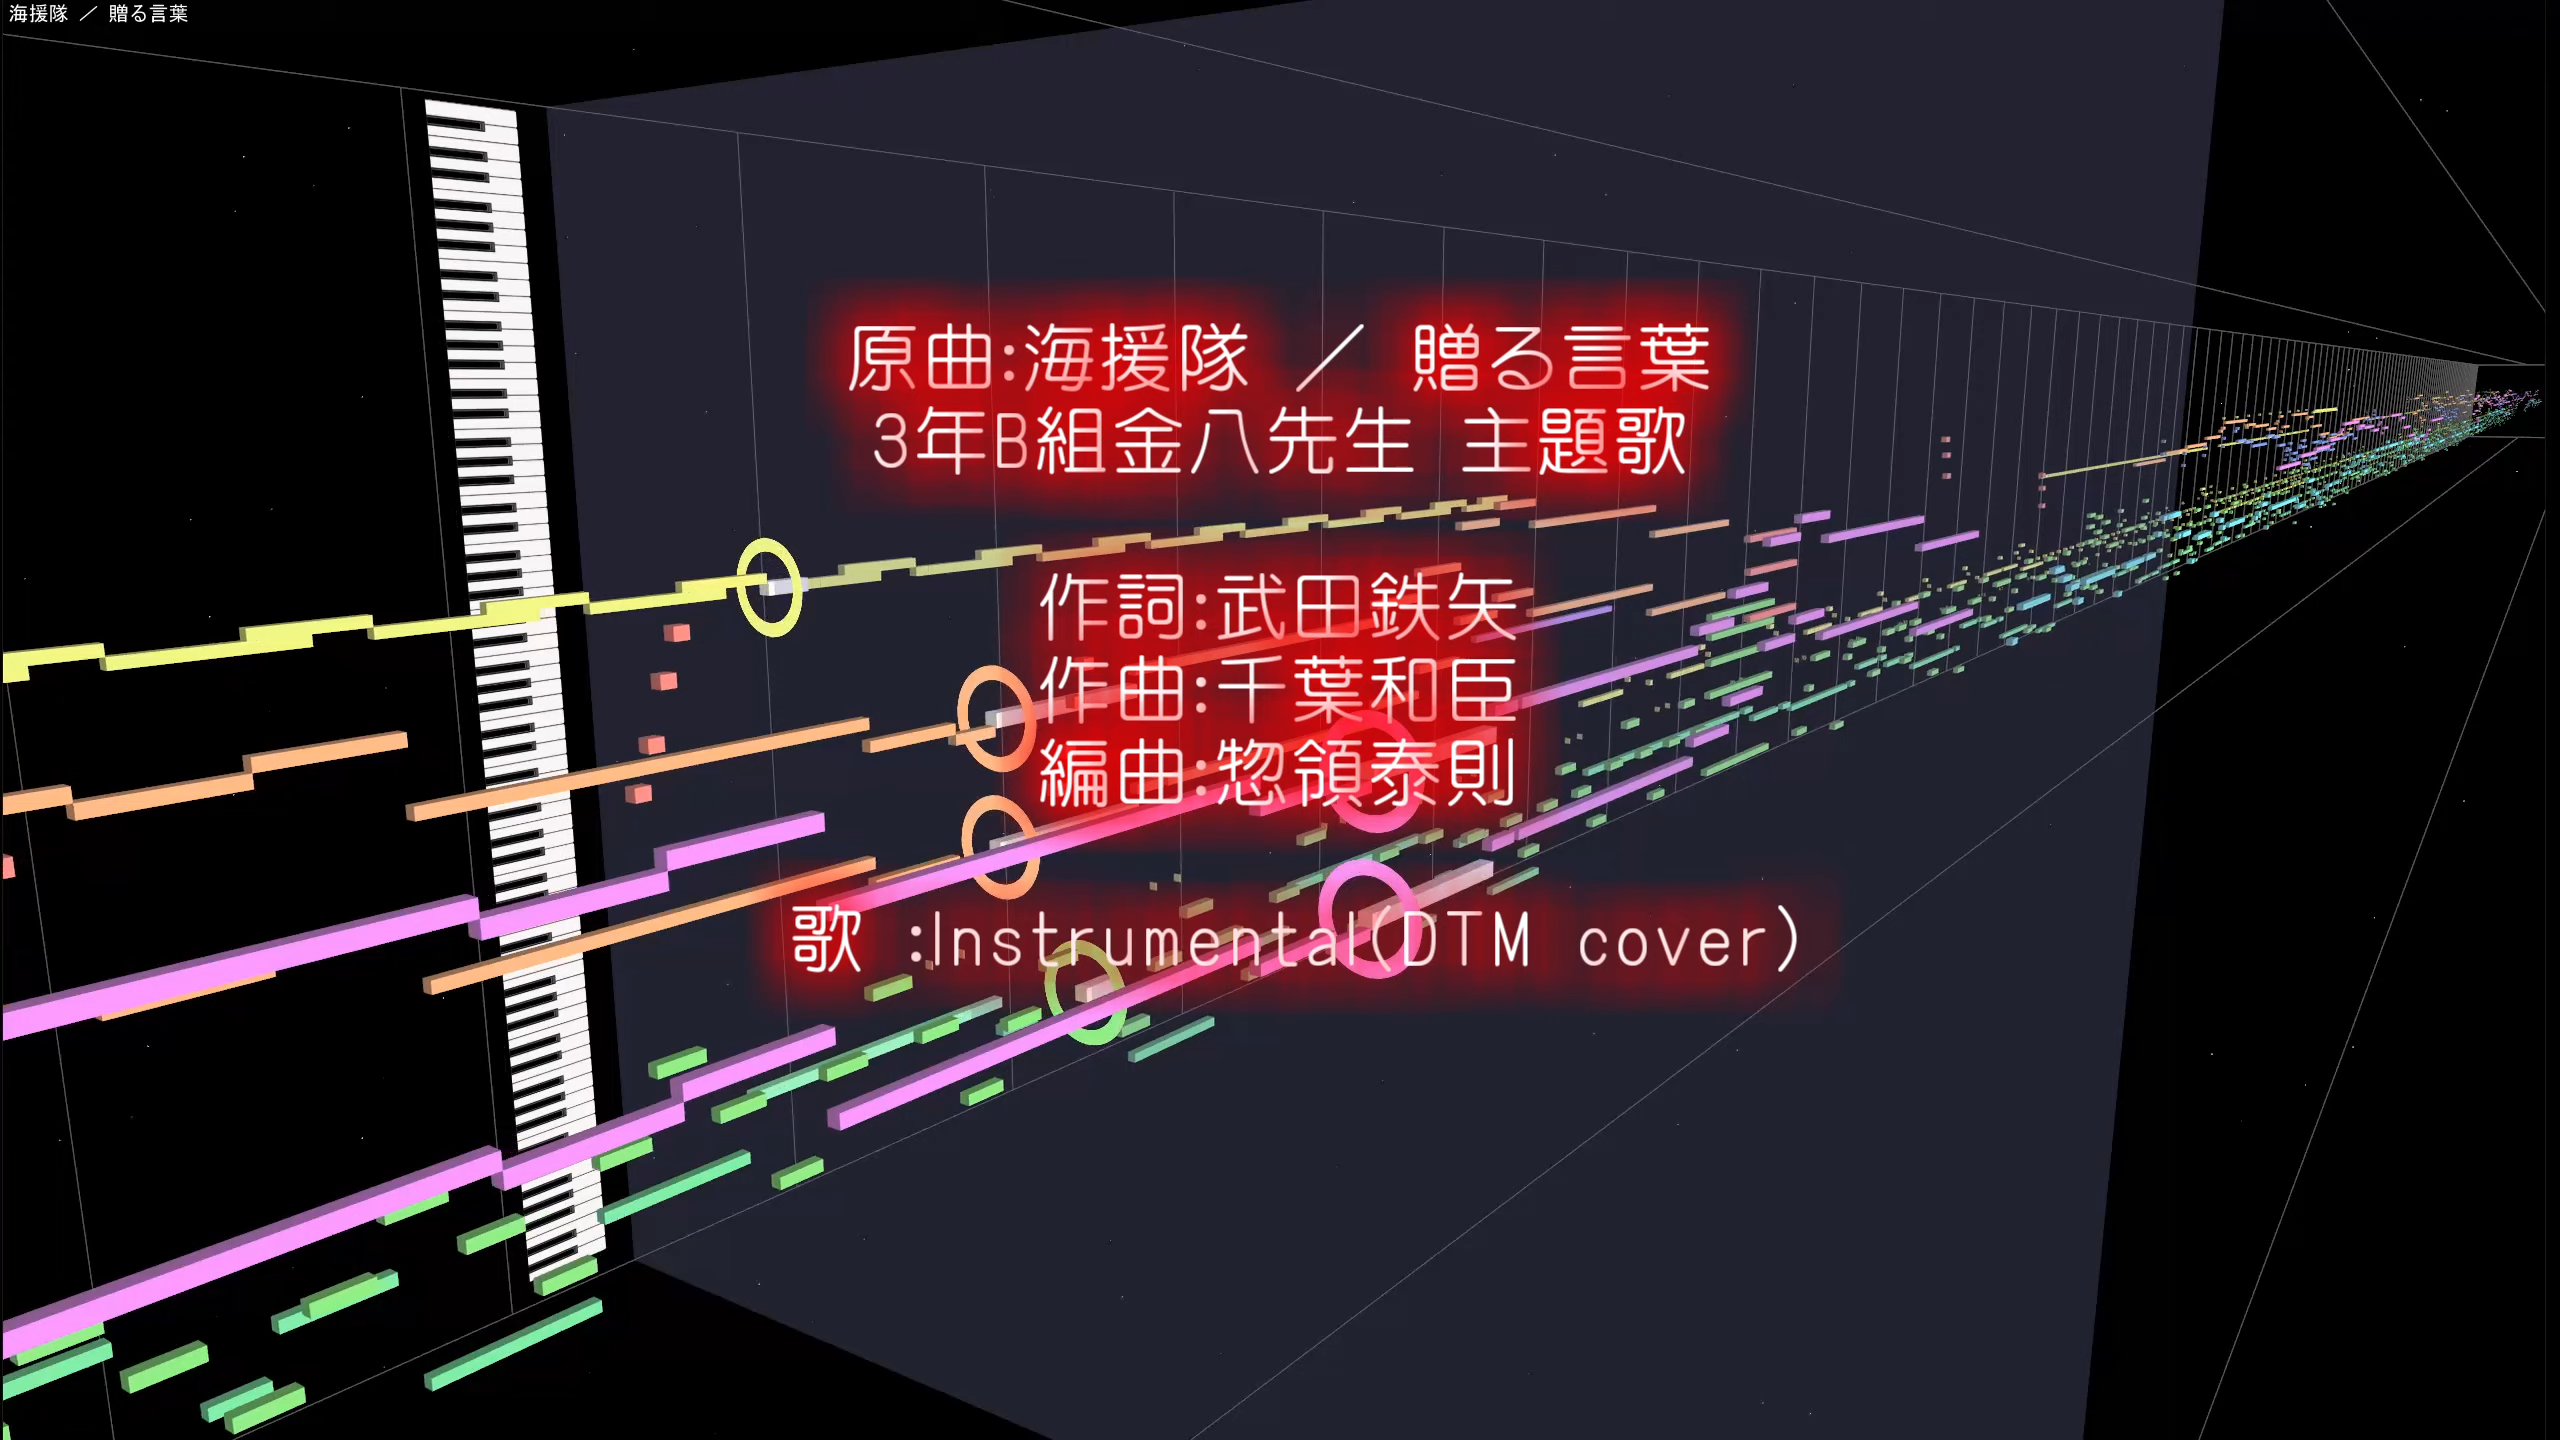 海援隊 ／ 贈る言葉
原曲:海援隊 ／ 贈る言葉
3年B組金八先生 主題歌
作詞:武田鉄矢
作曲:千葉和臣
編曲:惣領泰則
歌 :Instrumental(DTM cover)